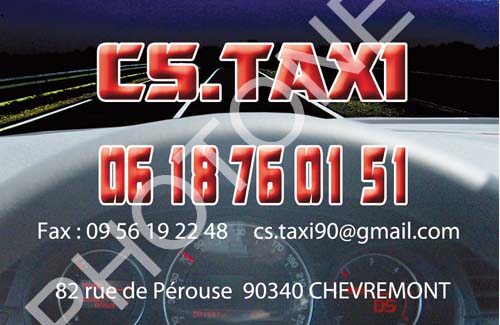 CS.TAXI
06 18 76 01 51
Fax : 09 56 19 22 48 cs.taxi90@gmail.com
82 rue de Pérouse 90340 CHEVREMONT
PHOTONE